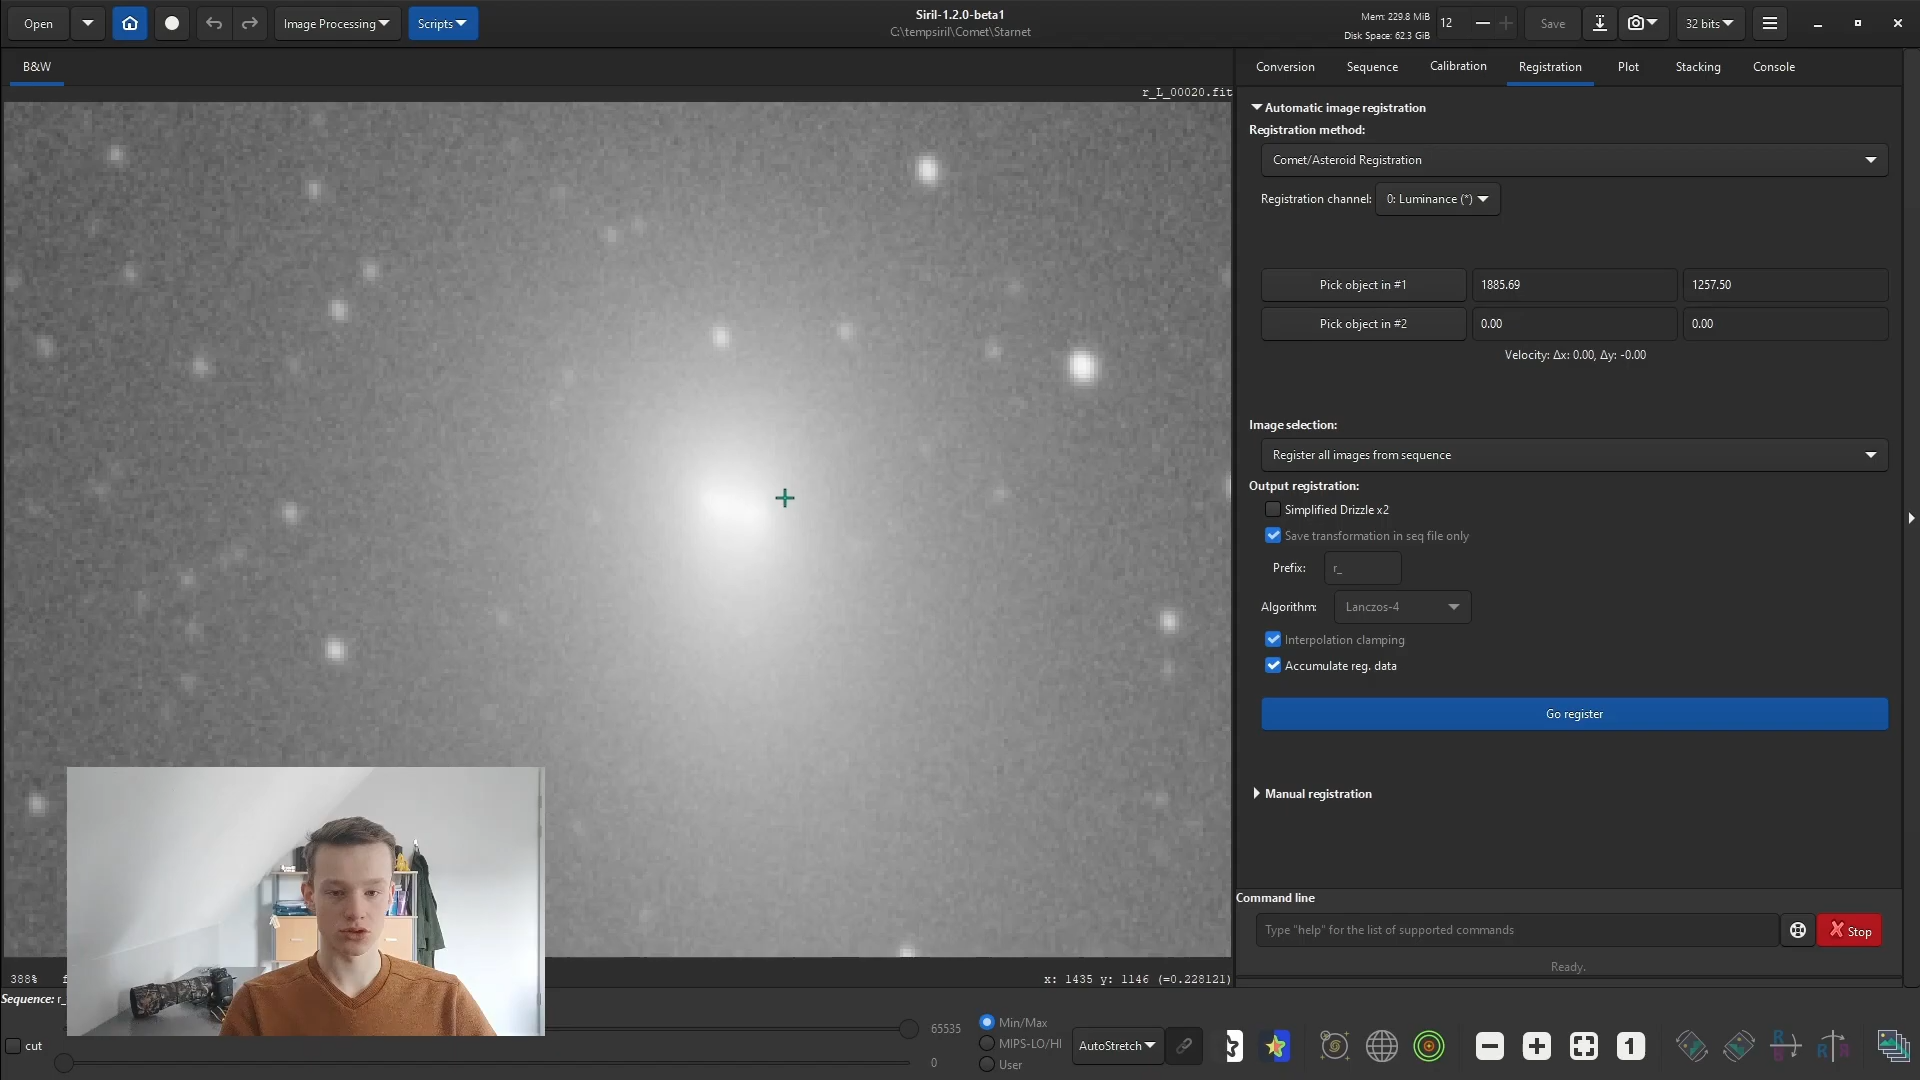 Open
Image Processing
Scripts
Siril-1.2.0-beta1
C:\tempsiril\Comet\Starnet
Mem: 229.8 MiB
Disk Space: 62.3 GiB
12
Save
32 bits
B&W
r_L_00020.fit
Conversion
Sequence
Calibration
Registration
Plot
Stacking
Console
Automatic image registration
Registration method:
Comet/Asteroid Registration
Registration channel:
0: Luminance (*)
Pick object in #1
1885.69
1257.50
Pick object in #2
0.00
0.00
Velocity: Δx: 0.00, Δy: -0.00
Image selection:
Register all images from sequence
Output registration:
Simplified Drizzle x2
Save transformation in seq file only
Prefix:
r_
Algorithm:
Lanczos-4
Interpolation clamping
Accumulate reg. data
Go register
Manual registration
Command line
Type "help" for the list of supported commands
Stop
Ready.
388%
x: 1435 y: 1146 (=0.228121)
Sequence: r_
cut
65535
0
Min/Max
MIPS-LO/HI
User
AutoStretch
1